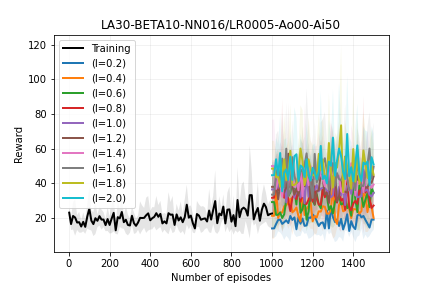 LA30-BETA10-NN016/LR0005-Ao00-Ai50
120
100
80
60
40
20
Reward
Training
(l=0.2)
(l=0.4)
(l=0.6)
(l=0.8)
(l=1.0)
(l=1.2)
(l=1.4)
(l=1.6)
(l=1.8)
(l=2.0)
0 200 400 600 800 1000 1200 1400
Number of episodes